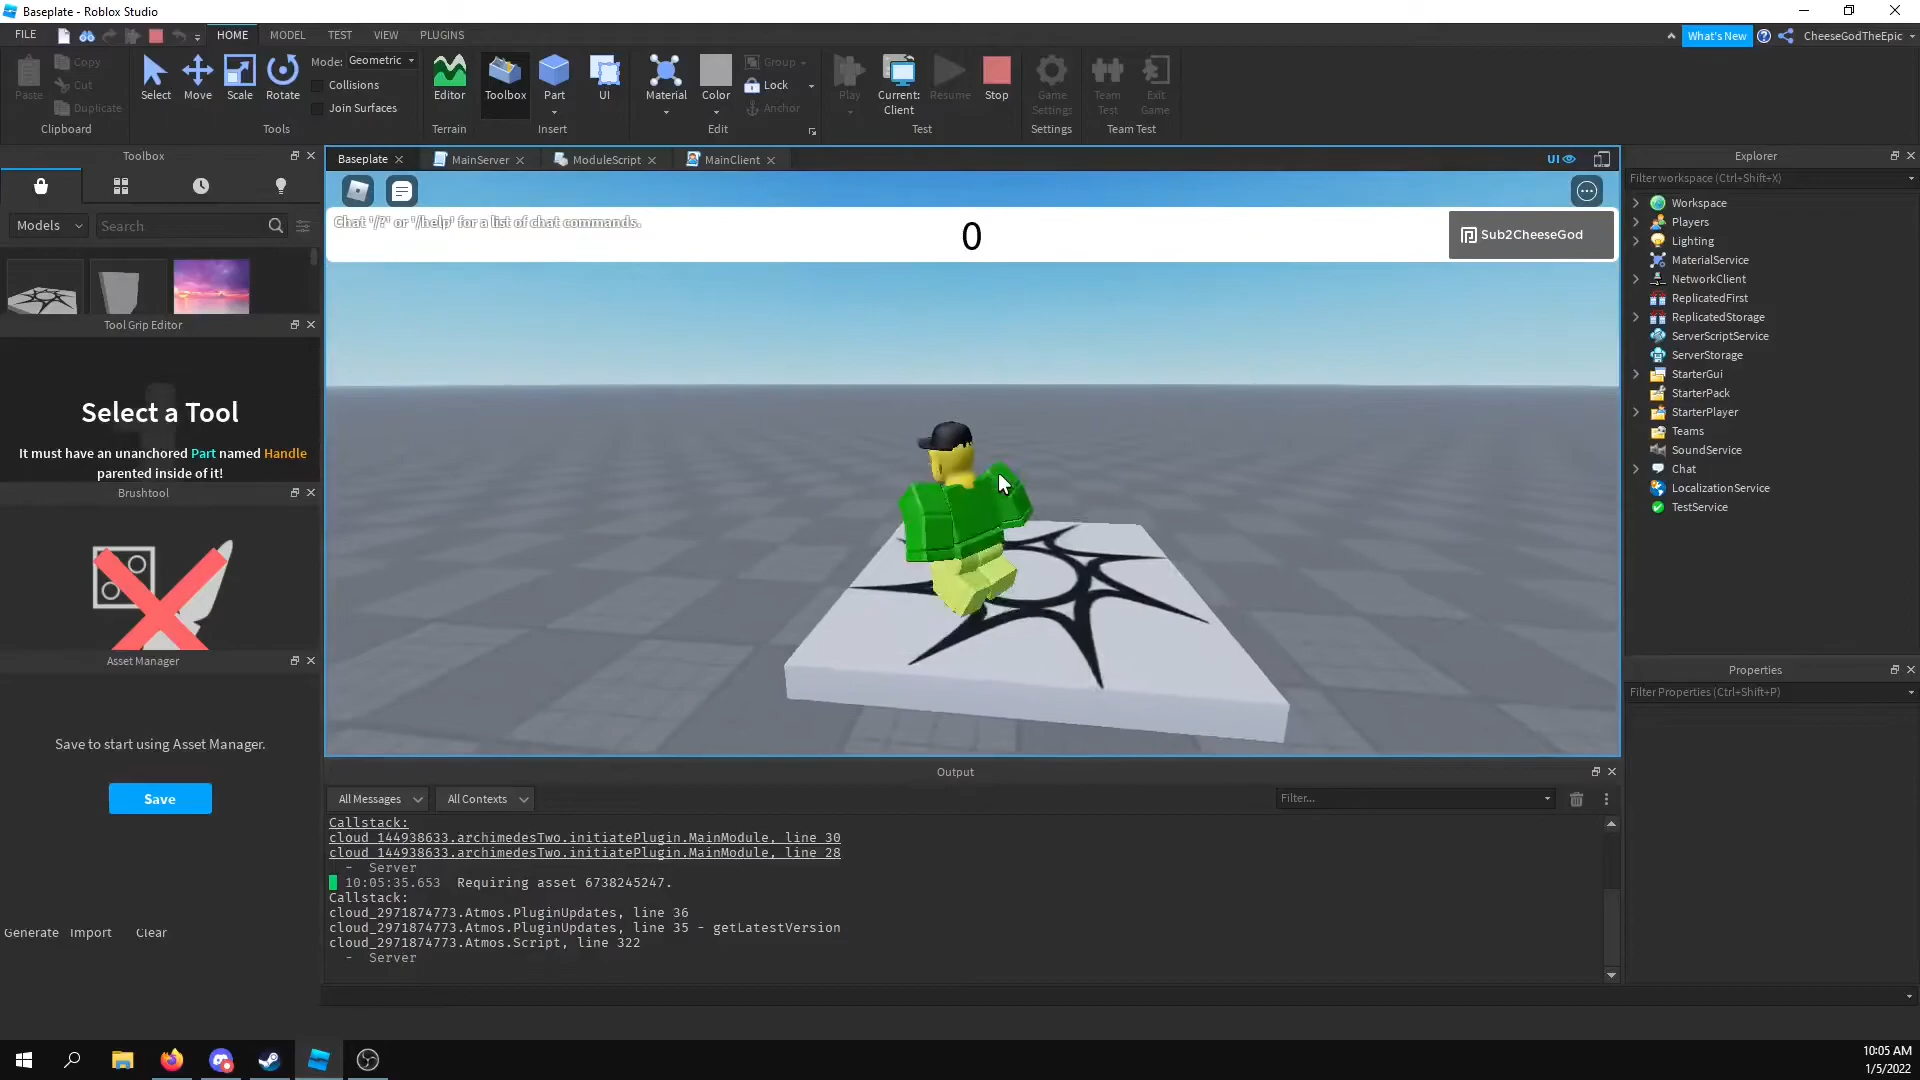 Baseplate - Roblox Studio
FILE
HOME
MODEL
TEST
VIEW
PLUGINS
What's New
CheeseGodTheEpic
Paste
Copy
Cut
Duplicate
Clipboard
Select
Move
Scale
Rotate
Mode: Geometric
Collisions
Join Surfaces
Tools
Editor
Terrain
Toolbox
Part
UI
Insert
Material
Color
Group
Lock
Anchor
Edit
Play
Current:
Client
Resume
Stop
Test
Game
Settings
Settings
Team
Test
Exit
Game
Team Test
Toolbox
Models
Search
Tool Grip Editor
Select a Tool
It must have an unanchored Part named Handle
parented inside of it!
Brushtool
Asset Manager
Save to start using Asset Manager.
Save
Generate Import Clear
Baseplate
MainServer
ModuleScript
MainClient
UI
Chat '/?' or '/help' for a list of chat commands.
0
Sub2CheeseGod
Output
All Messages
All Contexts
Filter...
Callstack:
cloud_144938633.archimedesTwo.initiatePlugin.MainModule, line 30
cloud_144938633.archimedesTwo.initiatePlugin.MainModule, line 28
- Server
10:05:35.653 Requiring asset 6738245247.
Callstack:
cloud_2971874773.Atmos.PluginUpdates, line 36
cloud_2971874773.Atmos.PluginUpdates, line 35 - getLatestVersion
cloud_2971874773.Atmos.Script, line 322
- Server
Explorer
Filter workspace (Ctrl+Shift+X)
Workspace
Players
Lighting
MaterialService
NetworkClient
ReplicatedFirst
ReplicatedStorage
ServerScriptService
ServerStorage
StarterGui
StarterPack
StarterPlayer
Teams
SoundService
Chat
LocalizationService
TestService
Properties
Filter Properties (Ctrl+Shift+P)
10:05 AM
1/5/2022